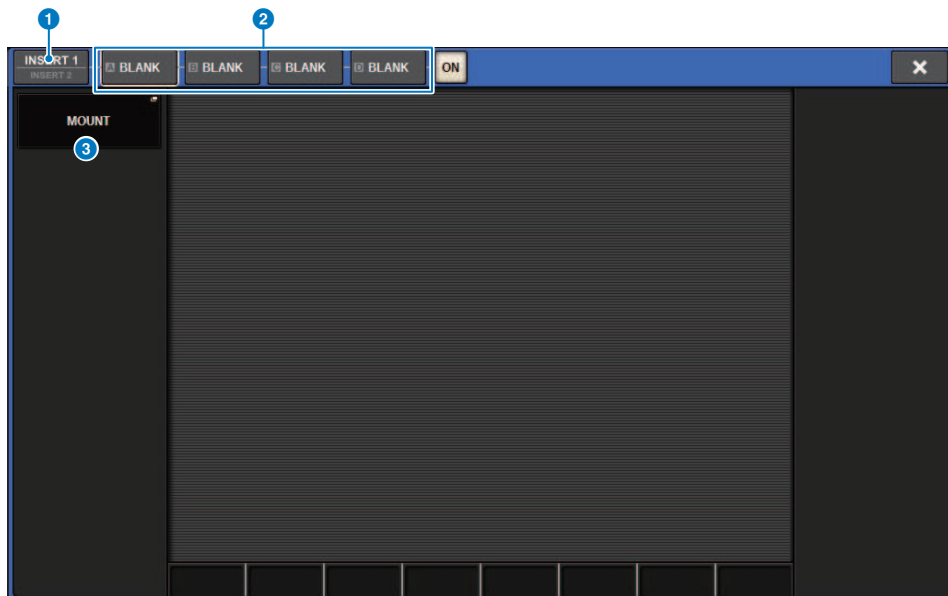 1 2
INSERT 1 A BLANK B BLANK C BLANK D BLANK ON ×
INSERT 2
MOUNT
3